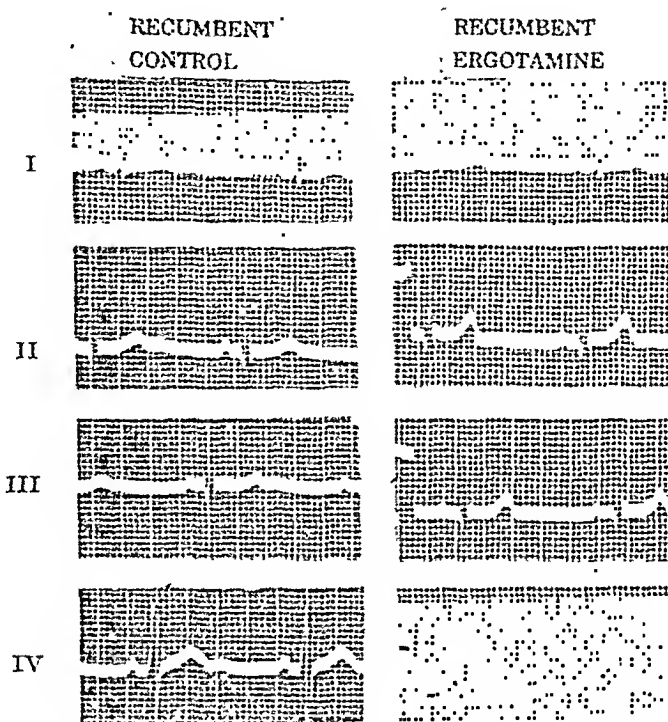 RECUMBENT
CONTROL
RECUMBENT
ERGOTAMINE
I
II
III
IV